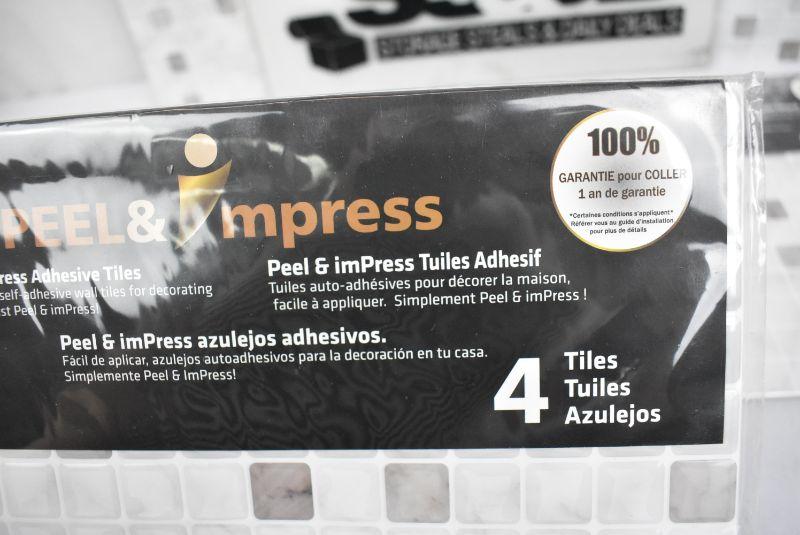 STORAGE STEALS & DAILY DEALS
100%
GARANTIE pour COLLER
1 an de garantie
*Certaines conditions s'appliquent*
Référer vous au guide d'installation
pour plus de détails
PEEL& imPress
ress Adhesive Tiles
self-adhesive wall tiles for decorating
st Peel & imPress!
Peel & imPress Tuiles Adhesif
Tuiles auto-adhésives pour décorer la maison,
facile à appliquer. Simplement Peel & imPress !
Peel & imPress azulejos adhesivos.
Fácil de aplicar, azulejos autoadhesivos para la decoración en tu casa.
Simplemente Peel & ImPress!
4
Tiles
Tuiles
Azulejos